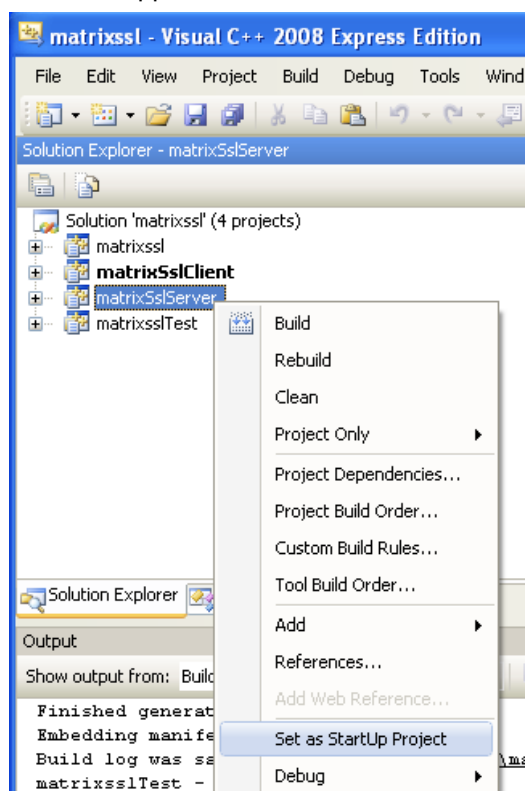 matrixssl - Visual C++ 2008 Express Edition
File Edit View Project Build Debug Tools Wind
Solution Explorer - matrixSslServer
Solution 'matrixssl' (4 projects)
matrixssl
matrixSslClient
matrixSslServer
matrixsslTest
Build
Rebuild
Clean
Project Only
Project Dependencies...
Project Build Order...
Custom Build Rules...
Tool Build Order...
Add
References...
Add Web Reference...
Set as StartUp Project
Debug
Solution Explorer
Output
Show output from: Build
Finished generat
Embedding manife
Build log was sa \ma
matrixsslTest -